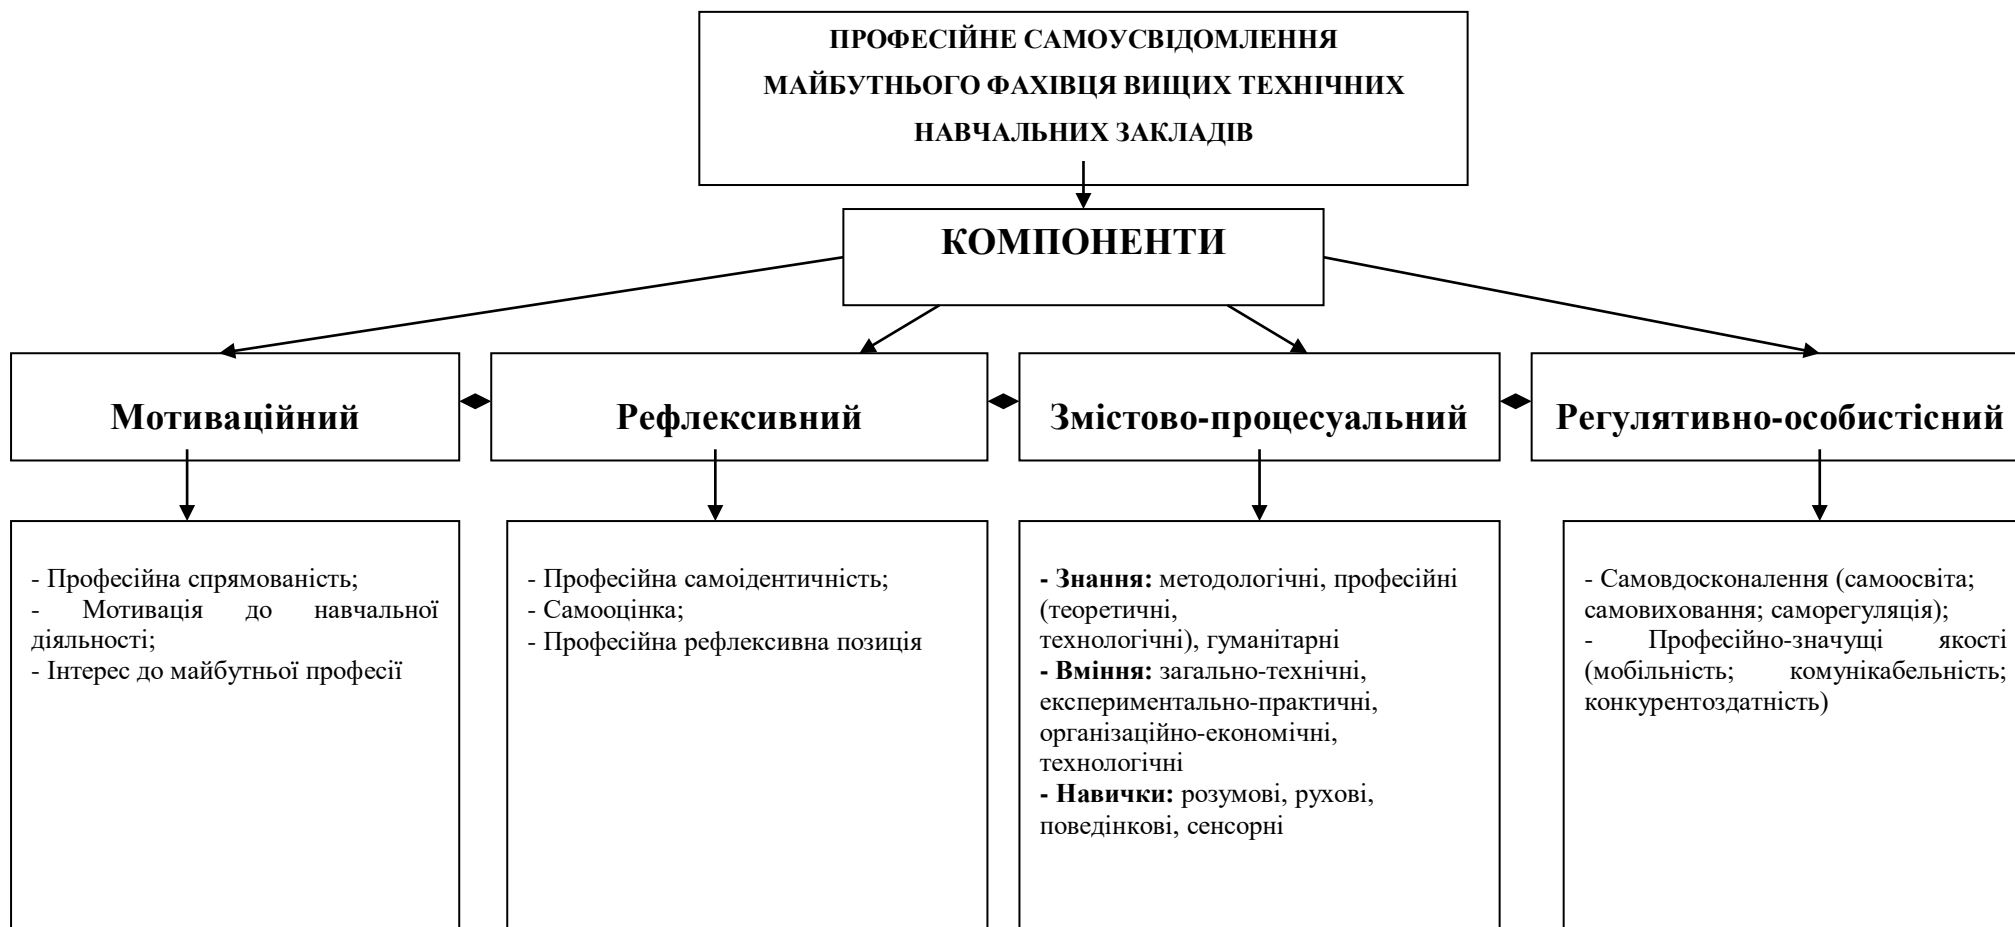 ПРОФЕСІЙНЕ САМОУСВІДОМЛЕННЯ
МАЙБУТНЬОГО ФАХІВЦЯ ВИЩИХ ТЕХНІЧНИХ
НАВЧАЛЬНИХ ЗАКЛАДІВ
КОМПОНЕНТИ
Мотиваційний
Рефлексивний
Змістово-процесуальний
Регулятивно-особистісний
- Професійна спрямованість;
- Мотивація до навчальної
діяльності;
- Інтерес до майбутньої професії
- Професійна самоідентичність;
- Самооцінка;
- Професійна рефлексивна позиція
- Знання: методологічні, професійні
(теоретичні,
технологічні), гуманітарні
- Вміння: загально-технічні,
експериментально-практичні,
організаційно-економічні,
технологічні
- Навички: розумові, рухові,
поведінкові, сенсорні
- Самовдосконалення (самоосвіта;
самовиховання; саморегуляція);
- Професійно-значущі якості
(мобільність; комунікабельність;
конкурентоздатність)